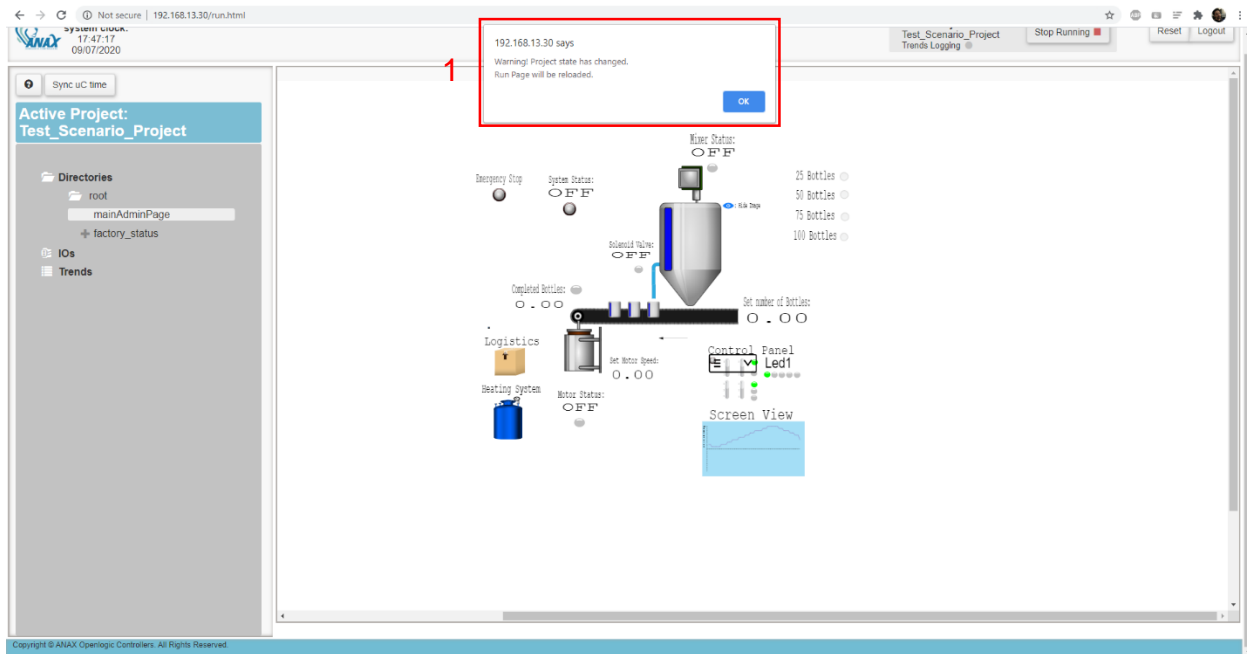 Not secure | 192.168.13.30/run.html
ANAX
system clock:
17:47:17
09/07/2020
1
192.168.13.30 says
Warning! Project state has changed.
Run Page will be reloaded.
OK
Test_Scenario_Project
Trends Logging
Stop Running
Reset
Logout
Sync uC time
Active Project:
Test_Scenario_Project
Directories
root
mainAdminPage
factory_status
IOs
Trends
Mixer Status:
OFF
Emergency Stop
System Status:
OFF
25 Bottles
50 Bottles
75 Bottles
100 Bottles
: Hide Image
Solenoid Valve:
OFF
Completed Bottles:
0.00
Set number of Bottles:
0.00
Logistics
Set Motor Speed:
0.00
Control Panel
Led1
Heating System
Motor Status:
OFF
Screen View
Copyright © ANAX Openlogic Controllers. All Rights Reserved.